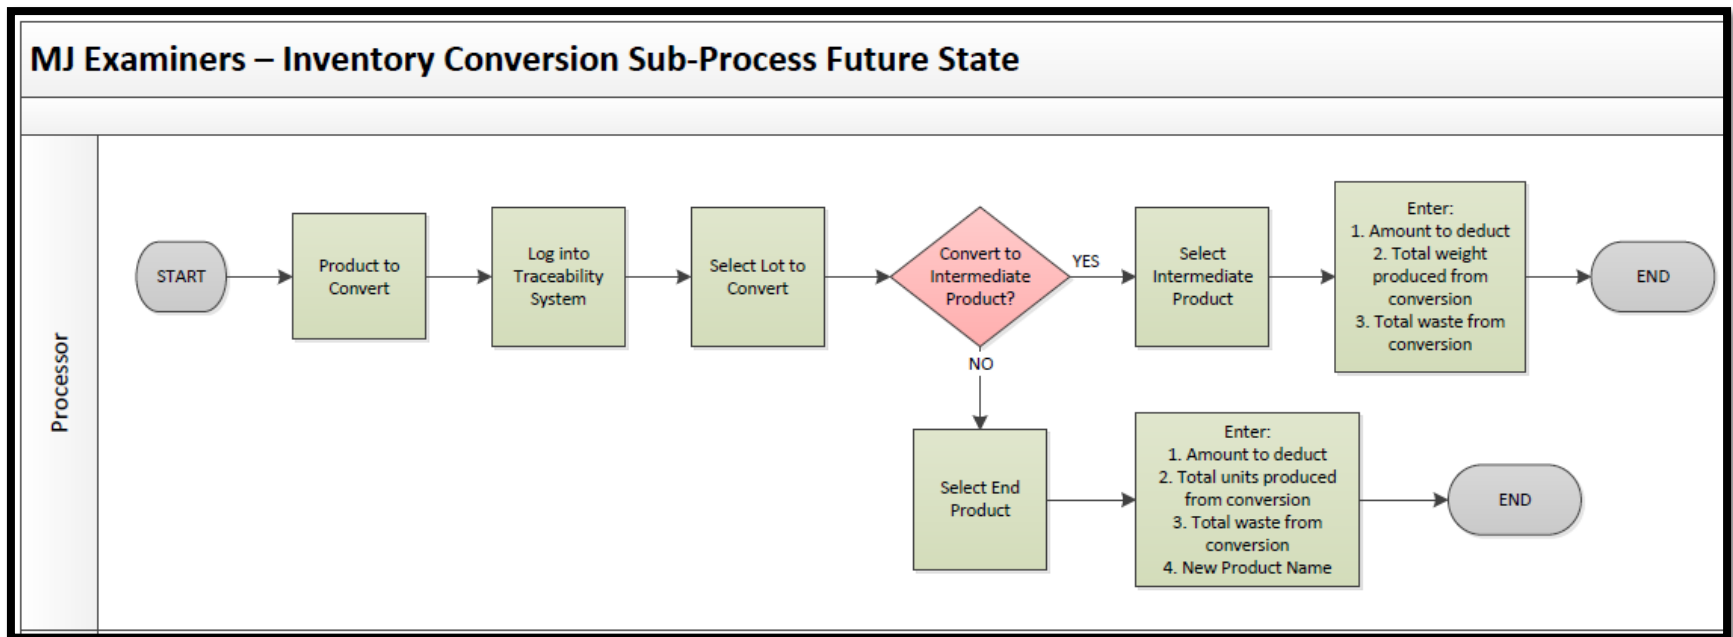 MJ Examiners – Inventory Conversion Sub-Process Future State
Processor
START
Product to
Convert
Log into
Traceability
System
Select Lot to
Convert
Convert to
Intermediate
Product?
YES
Select
Intermediate
Product
Enter:
1. Amount to deduct
2. Total weight
produced from
conversion
3. Total waste from
conversion
END
NO
Select End
Product
Enter:
1. Amount to deduct
2. Total units produced
from conversion
3. Total waste from
conversion
4. New Product Name
END